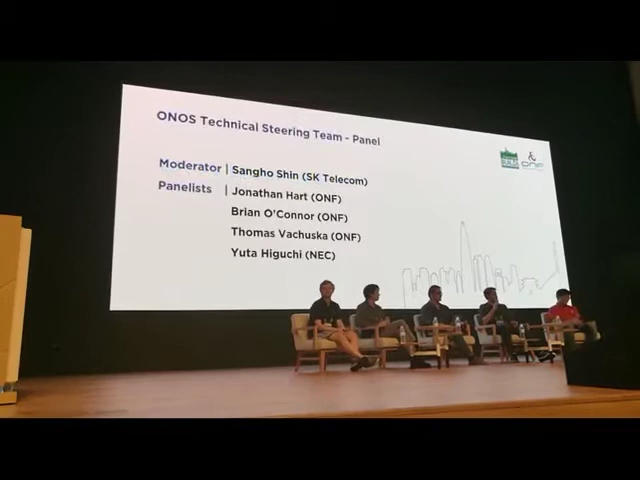 ONOS Technical Steering Team - Panel
Moderator | Sangho Shin (SK Telecom)
Panelists | Jonathan Hart (ONF)
Brian O'Connor (ONF)
Thomas Vachuska (ONF)
Yuta Higuchi (NEC)
ONF